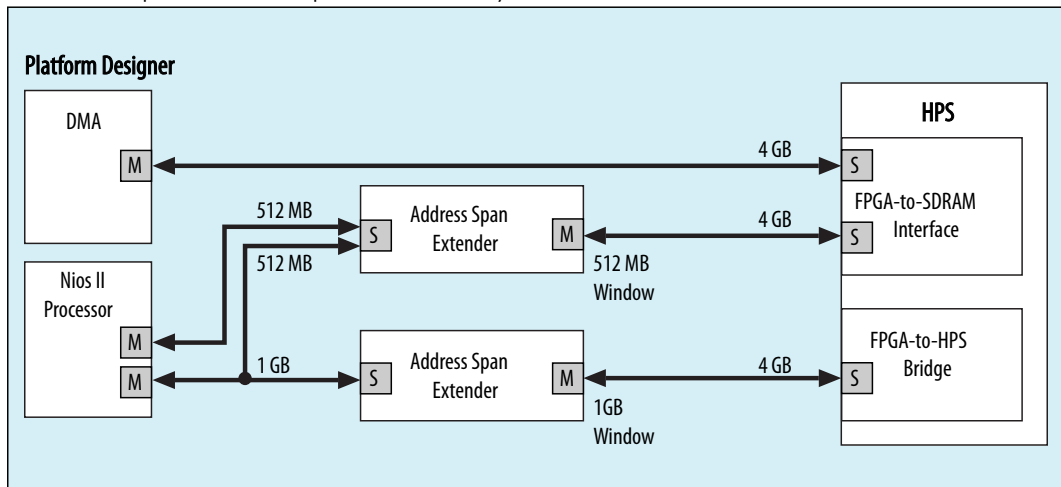 Platform Designer
DMA
M
4 GB
HPS
S
FPGA-to-SDRAM
Interface
512 MB
S
Address Span
Extender
M
4 GB
S
512 MB
512 MB
Window
Nios II
Processor
M
M
1 GB
S
Address Span
Extender
M
4 GB
S
FPGA-to-HPS
Bridge
1GB
Window